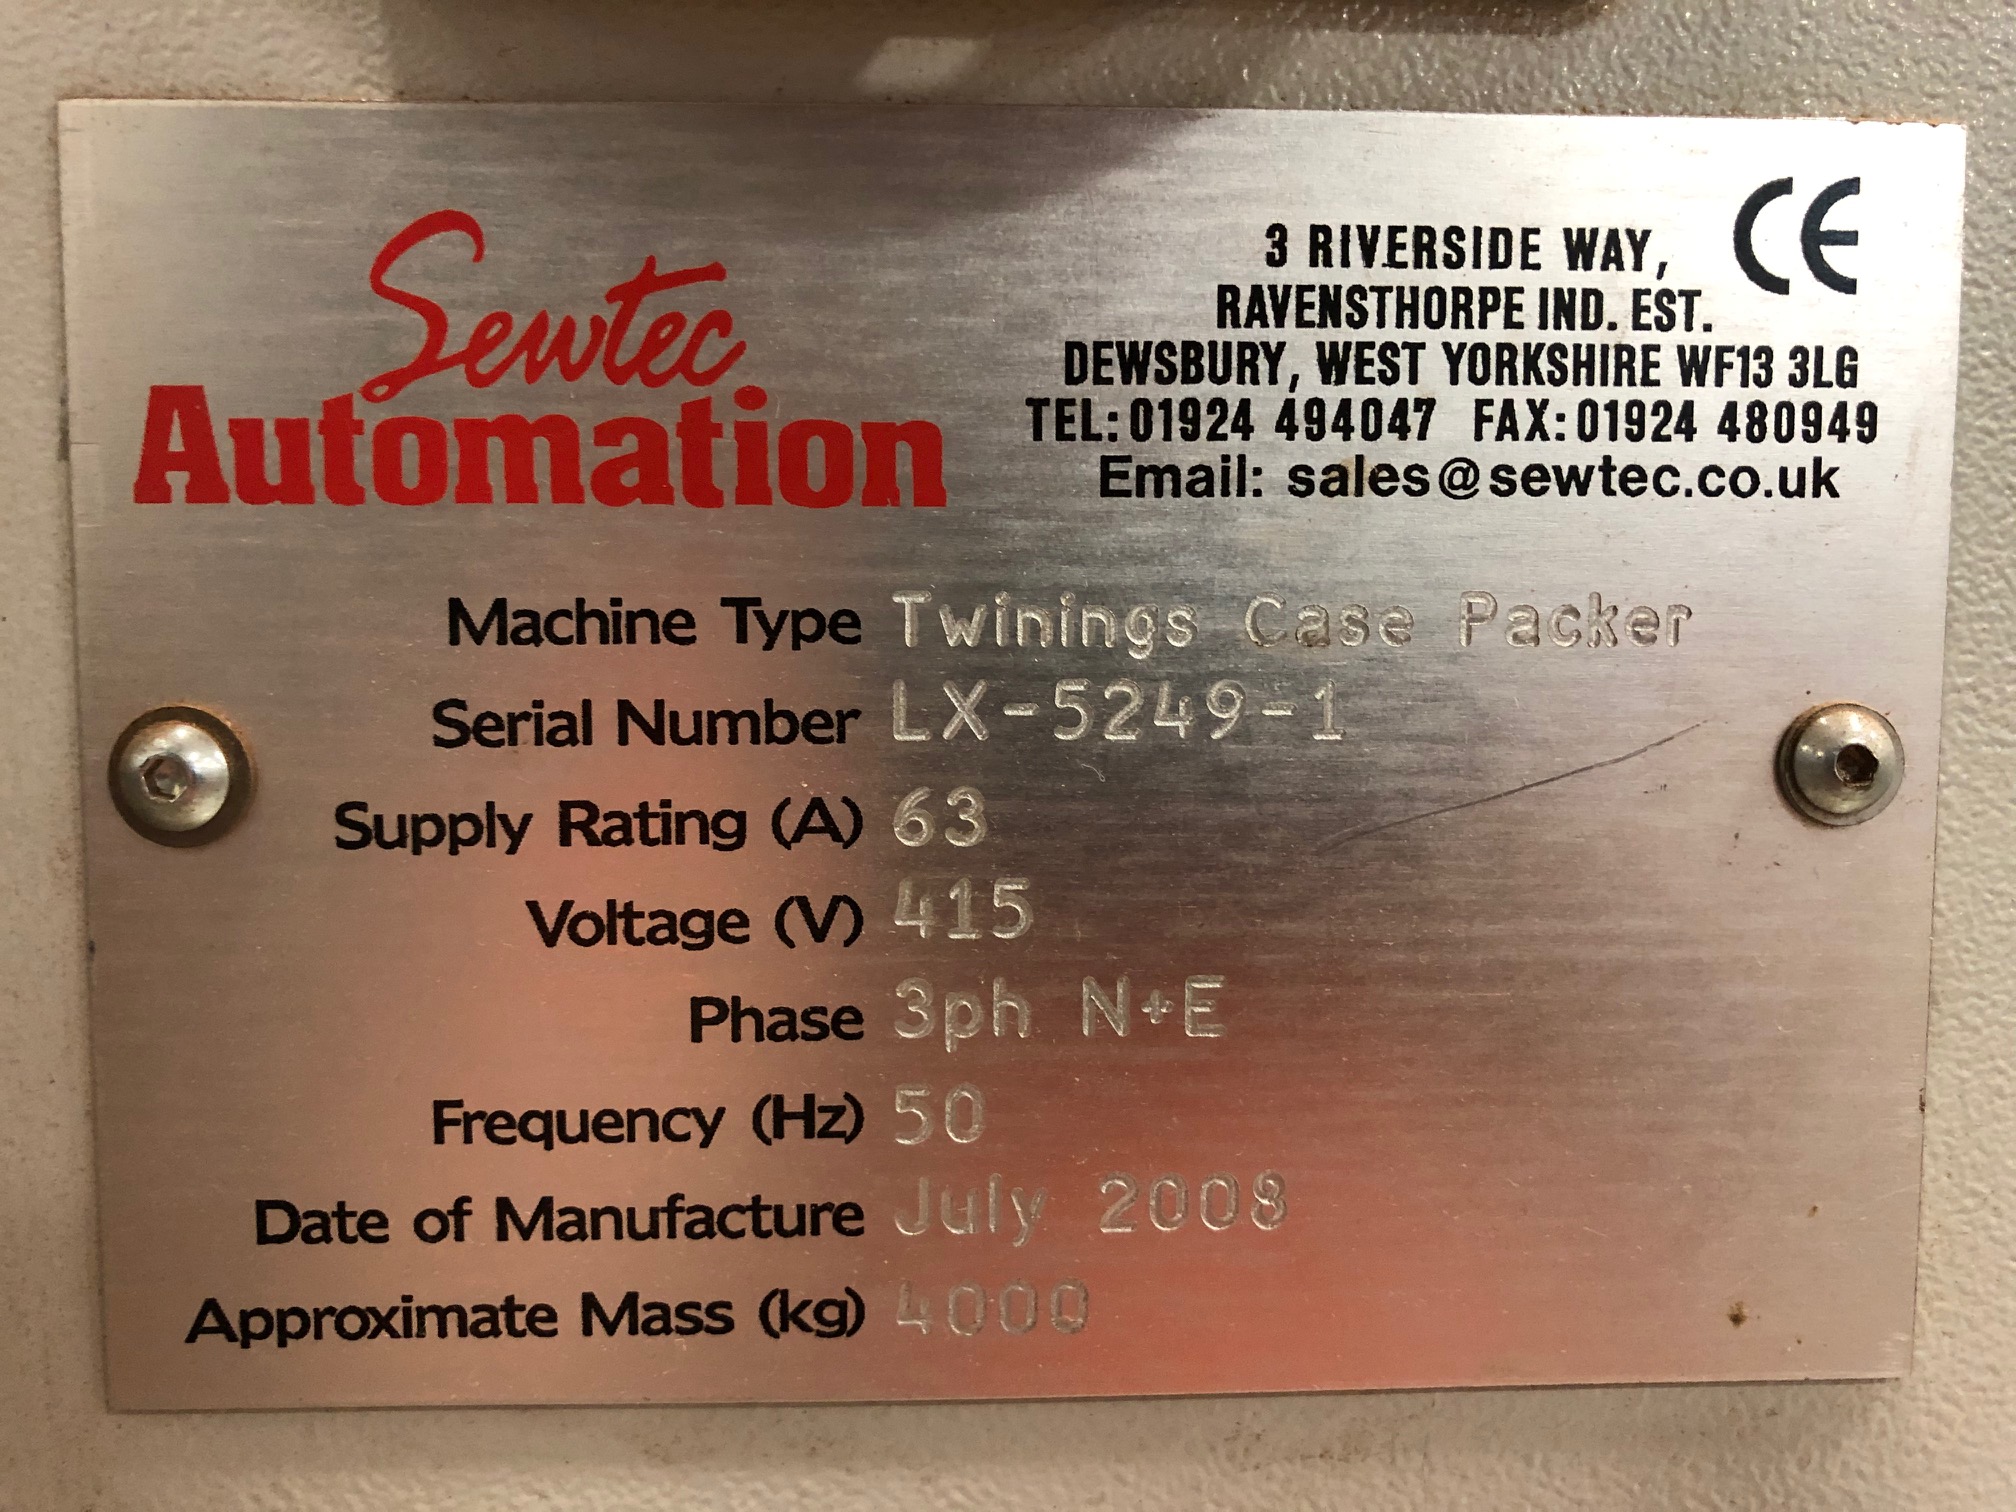 Sewtec
Automation
CE
3 RIVERSIDE WAY,
RAVENSTHORPE IND. EST.
DEWSBURY, WEST YORKSHIRE WF13 3LG
TEL: 01924 494047 FAX: 01924 480949
Email: sales@sewtec.co.uk
Machine Type Twinings Case Packer
Serial Number LX-5249-1
Supply Rating (A) 63
Voltage (V) 415
Phase 3ph N+E
Frequency (Hz) 50
Date of Manufacture July 2008
Approximate Mass (kg) 4000